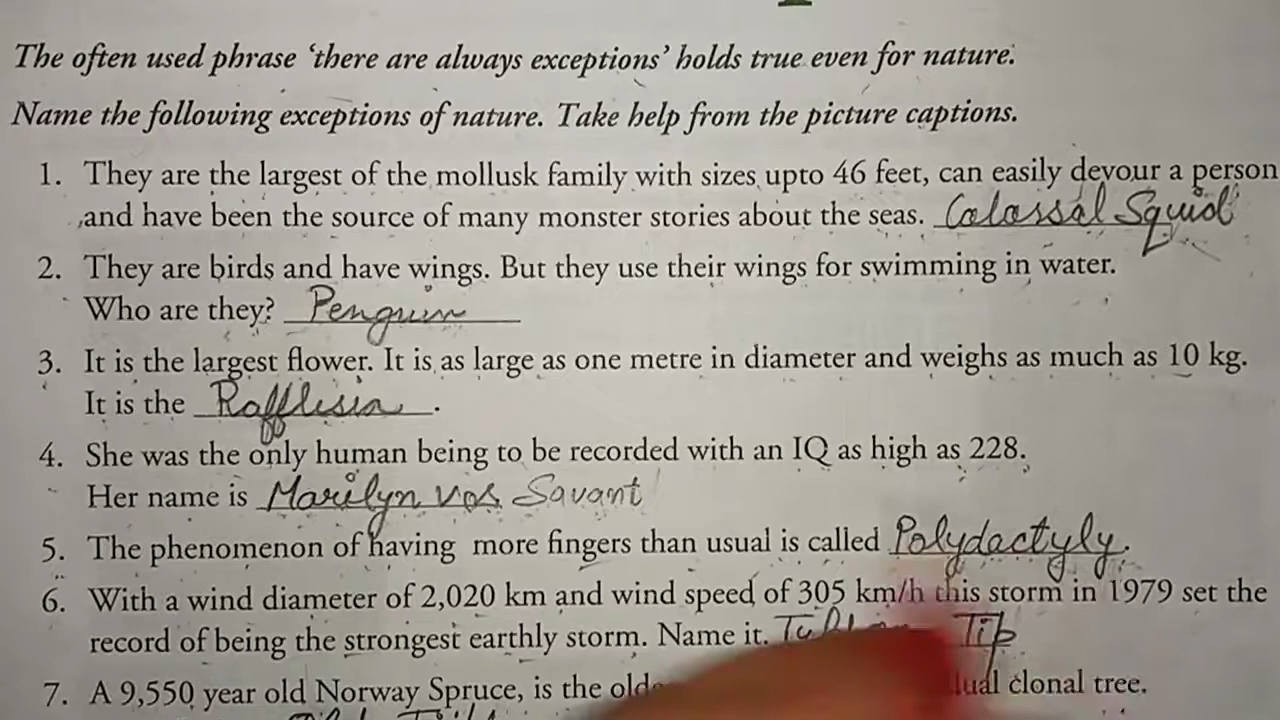 The often used phrase ‘there are always exceptions’ holds true even for nature.
Name the following exceptions of nature. Take help from the picture captions.
1. They are the largest of the mollusk family with sizes upto 46 feet, can easily devour a person
and have been the source of many monster stories about the seas. Colossal Squid
2. They are birds and have wings. But they use their wings for swimming in water.
Who are they? Penguin
3. It is the largest flower. It is as large as one metre in diameter and weighs as much as 10 kg.
It is the Rafflisia.
4. She was the only human being to be recorded with an IQ as high as 228.
Her name is Marilyn vos Savant
5. The phenomenon of having more fingers than usual is called Polydactyly.
6. With a wind diameter of 2,020 km and wind speed of 305 km/h this storm in 1979 set the
record of being the strongest earthly storm. Name it. Tip
7. A 9,550 year old Norway Spruce, is the clonal tree.